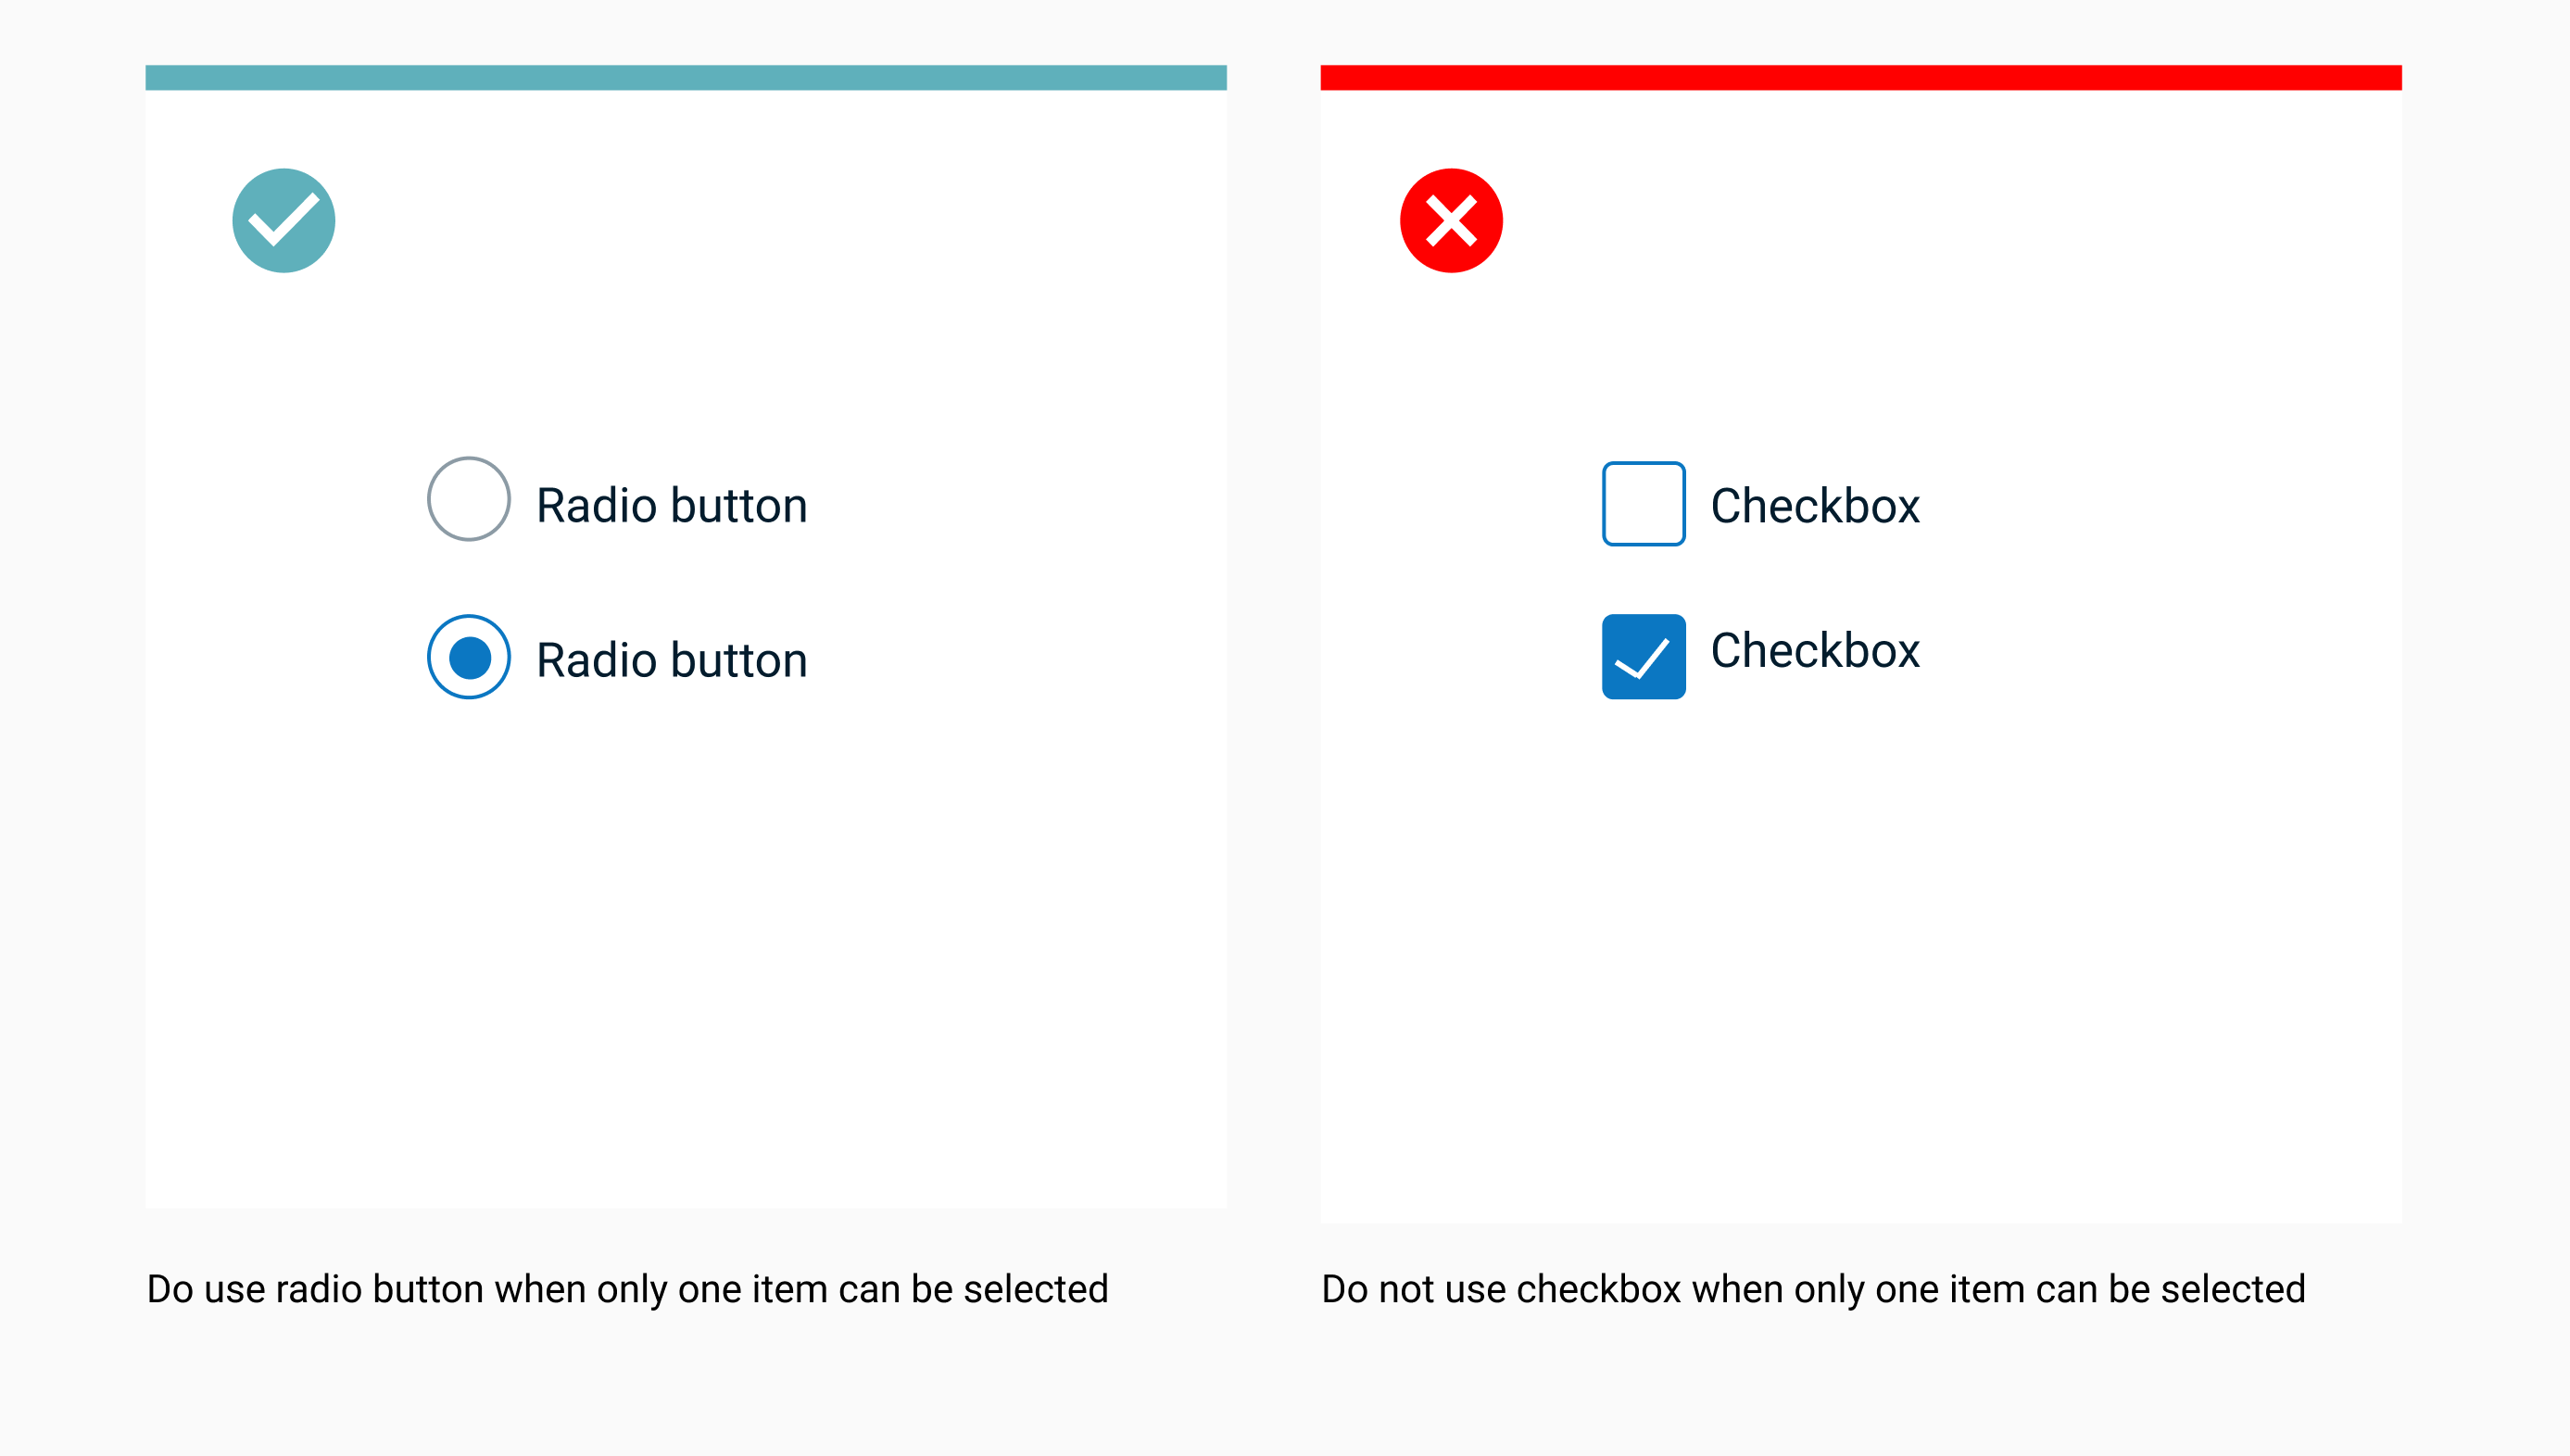 Radio button
Radio button
Do use radio button when only one item can be selected
Checkbox
Checkbox
Do not use checkbox when only one item can be selected